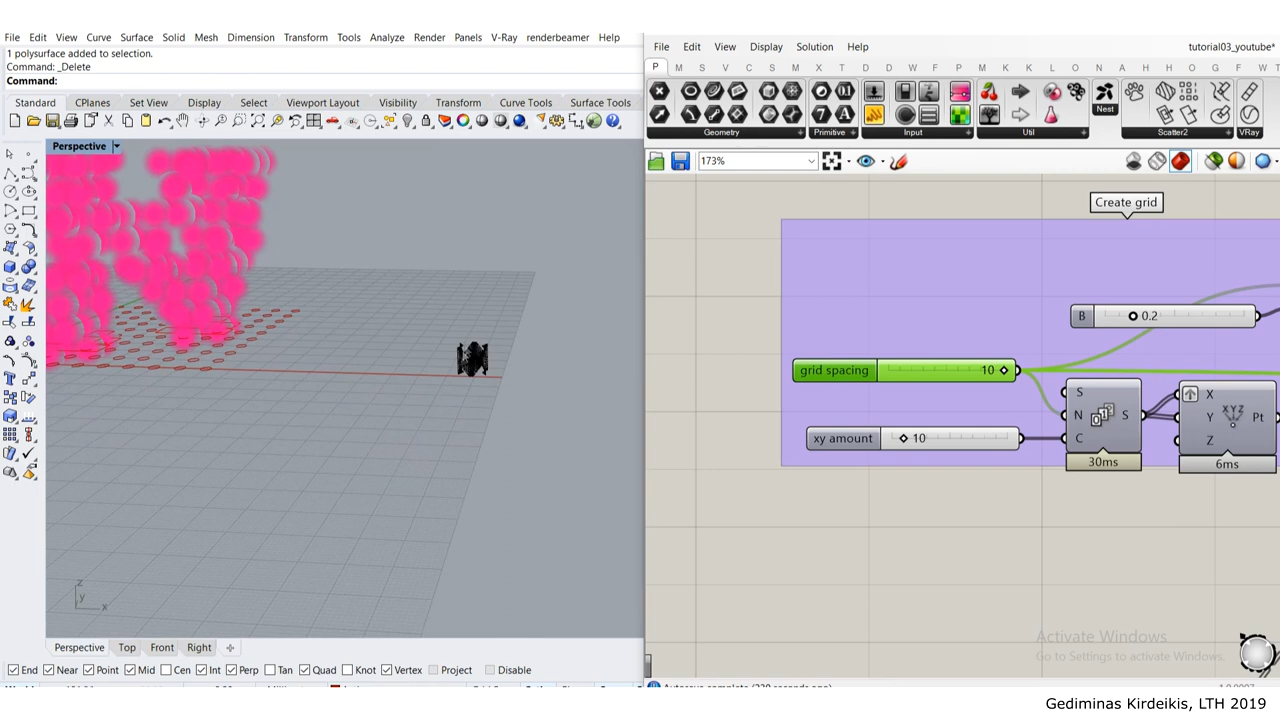 File Edit View Curve Surface Solid Mesh Dimension Transform Tools Analyze Render Panels V-Ray renderbeamer Help
1 polysurface added to selection.
Command: _Delete
Command:
Standard CPlanes Set View Display Select Viewport Layout Visibility Transform Curve Tools Surface Tools
Perspective
z
y
x
Perspective Top Front Right
End Near Point Mid Cen Int Perp Tan Quad Knot Vertex Project Disable
File Edit View Display Solution Help tutorial03_youtube*
P M S V C S I M X T D D W F P M K K L O N A H O G F W T
Nest
Geometry Primitive Input Util Scatter2 VRay
173%
Create grid
B 0.2
grid spacing 10
xy amount 10
S
N
C
S
30ms
X
Y
Z
XYZ
Pt
6ms
Activate Windows
Go to Settings to activate Windows.
Gediminas Kirdeikis, LTH 2019